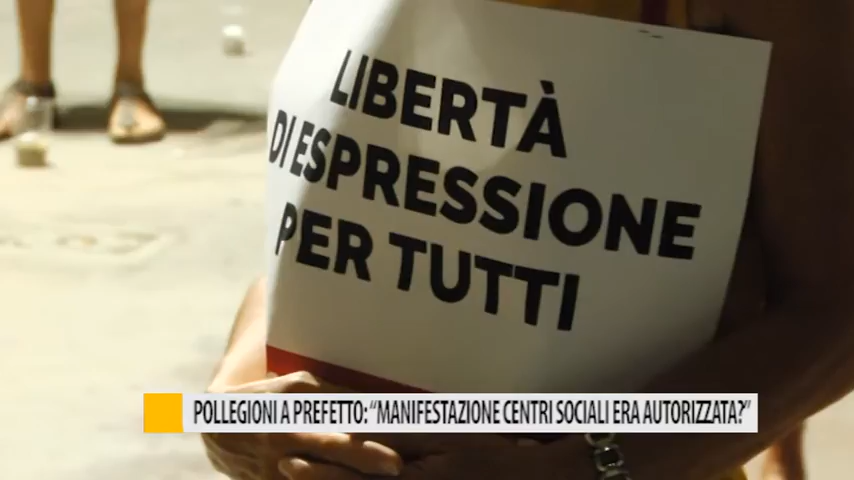 LIBERTÀ
DI ESPRESSIONE
PER TUTTI
POLLEGIONI A PREFETTO: “MANIFESTAZIONE CENTRI SOCIALI ERA AUTORIZZATA?”